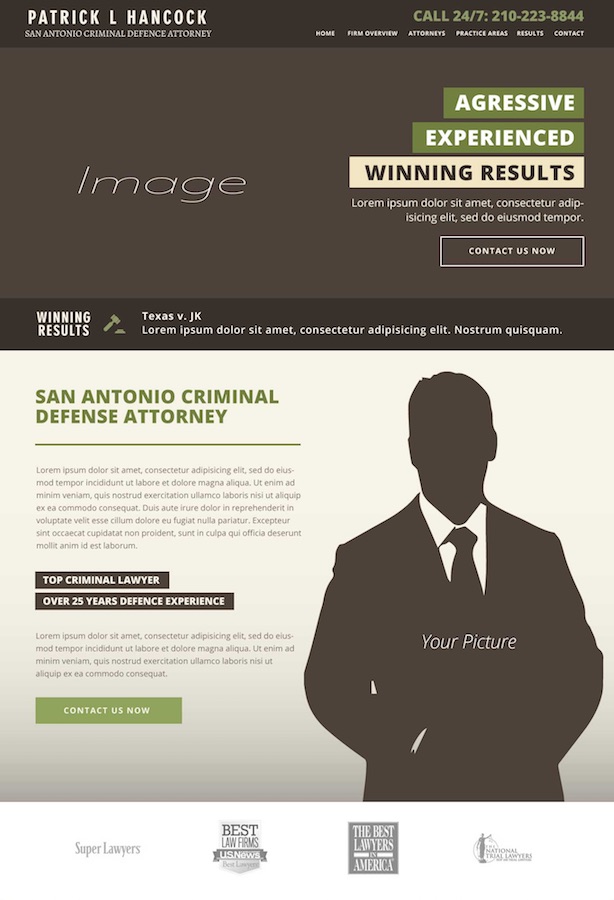 PATRICK L HANCOCK
SAN ANTONIO CRIMINAL DEFENCE ATTORNEY
CALL 24/7: 210-223-8844
HOME FIRM OVERVIEW ATTORNEYS PRACTICE AREAS RESULTS CONTACT
Image
AGRESSIVE
EXPERIENCED
WINNING RESULTS
Lorem ipsum dolor sit amet, consectetur adip-
isicing elit, sed do eiusmod tempor.
CONTACT US NOW
WINNING
RESULTS
Texas v. JK
Lorem ipsum dolor sit amet, consectetur adipisicing elit. Nostrum quisquam.
SAN ANTONIO CRIMINAL
DEFENSE ATTORNEY
Lorem ipsum dolor sit amet, consectetur adipisicing elit, sed do eius-
mod tempor incididunt ut labore et dolore magna aliqua. Ut enim ad
minim veniam, quis nostrud exercitation ullamco laboris nisi ut aliquip
ex ea commodo consequat. Duis aute irure dolor in reprehenderit in
voluptate velit esse cillum dolore eu fugiat nulla pariatur. Excepteur
sint occaecat cupidatat non proident, sunt in culpa qui officia deserunt
mollit anim id est laborum.
TOP CRIMINAL LAWYER
OVER 25 YEARS DEFENCE EXPERIENCE
Lorem ipsum dolor sit amet, consectetur adipisicing elit, sed do eius-
mod tempor incididunt ut labore et dolore magna aliqua. Ut enim ad
minim veniam, quis nostrud exercitation ullamco laboris nisi ut
aliquip ex ea commodo consequat.
CONTACT US NOW
Your Picture
Super Lawyers
BEST
LAW FIRMS
U.S.News
Best Lawyers
THE BEST
LAWYERS
IN
AMERICA
THE
NATIONAL
TRIAL LAWYERS